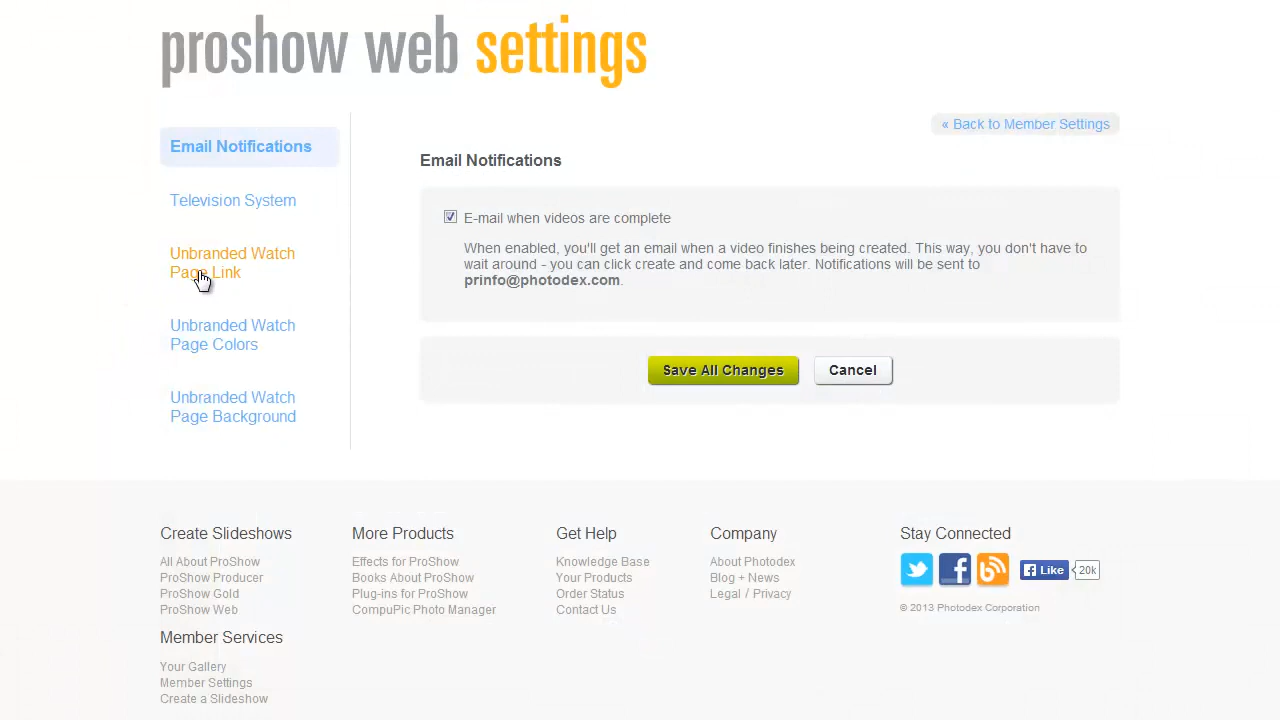 proshow web settings
Email Notifications
Television System
Unbranded Watch
Page Link
Unbranded Watch
Page Colors
Unbranded Watch
Page Background
« Back to Member Settings
Email Notifications
E-mail when videos are complete
When enabled, you'll get an email when a video finishes being created. This way, you don't have to
wait around - you can click create and come back later. Notifications will be sent to
prinfo@photodex.com.
Save All Changes
Cancel
Create Slideshows
All About ProShow
ProShow Producer
ProShow Gold
ProShow Web
More Products
Effects for ProShow
Books About ProShow
Plug-ins for ProShow
CompuPic Photo Manager
Get Help
Knowledge Base
Your Products
Order Status
Contact Us
Company
About Photodex
Blog + News
Legal / Privacy
Stay Connected
Like
20k
© 2013 Photodex Corporation
Member Services
Your Gallery
Member Settings
Create a Slideshow